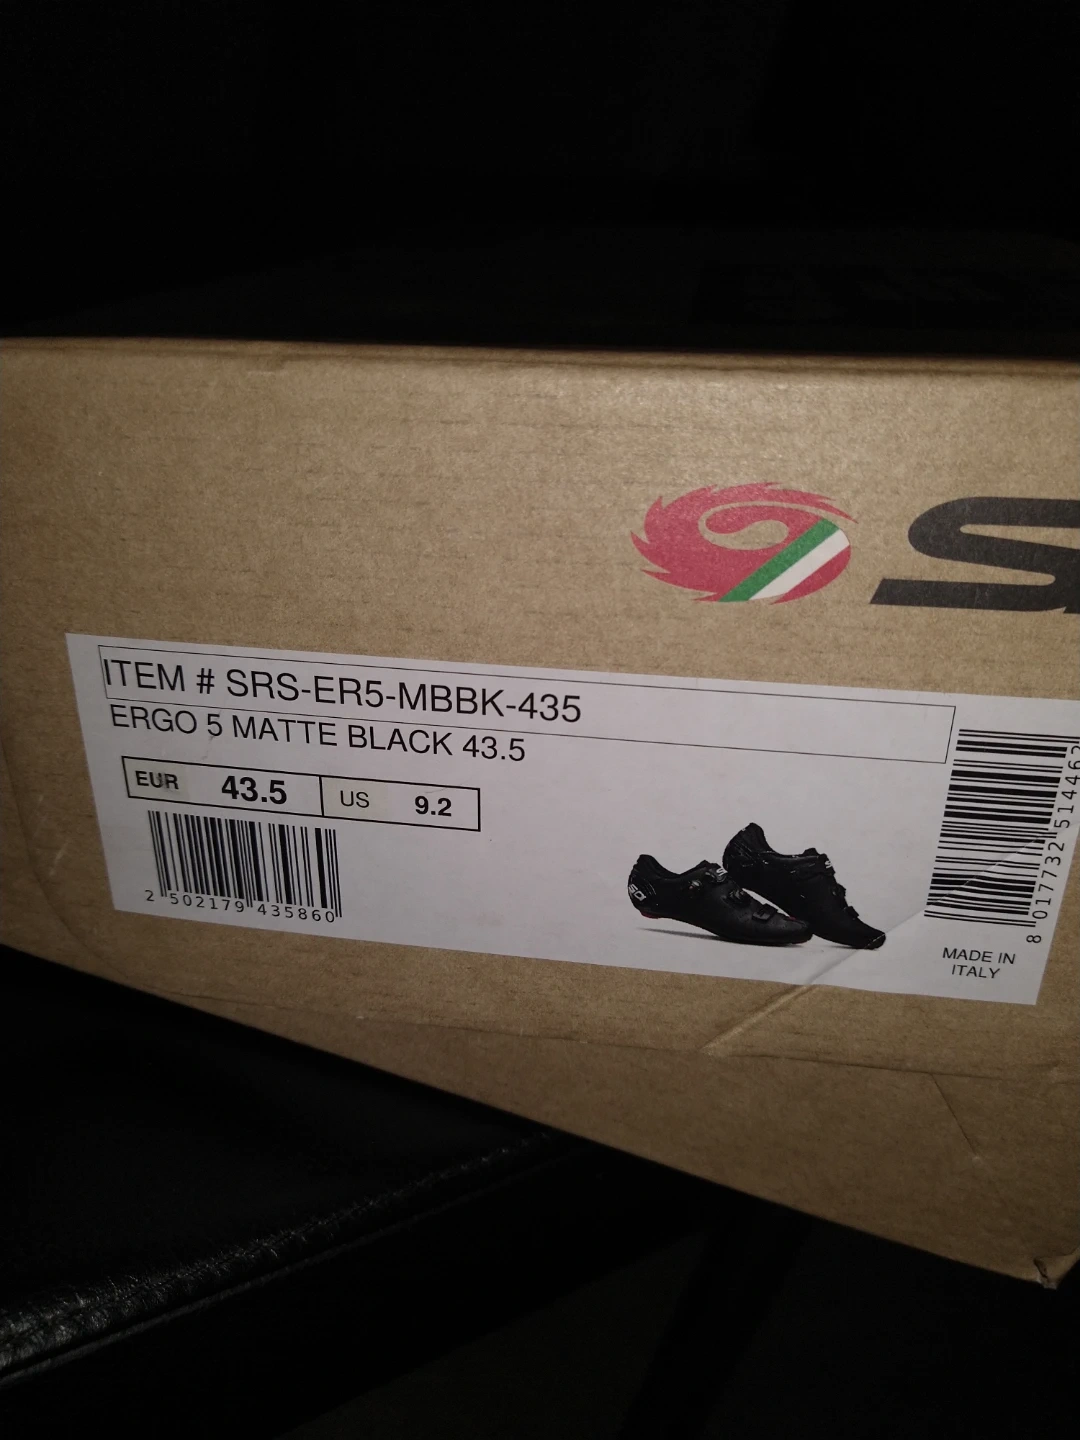 S
ITEM # SRS-ER5-MBBK-435
ERGO 5 MATTE BLACK 43.5
EUR 43.5 US 9.2
2 502179 435860
8 017732 514462
MADE IN
ITALY